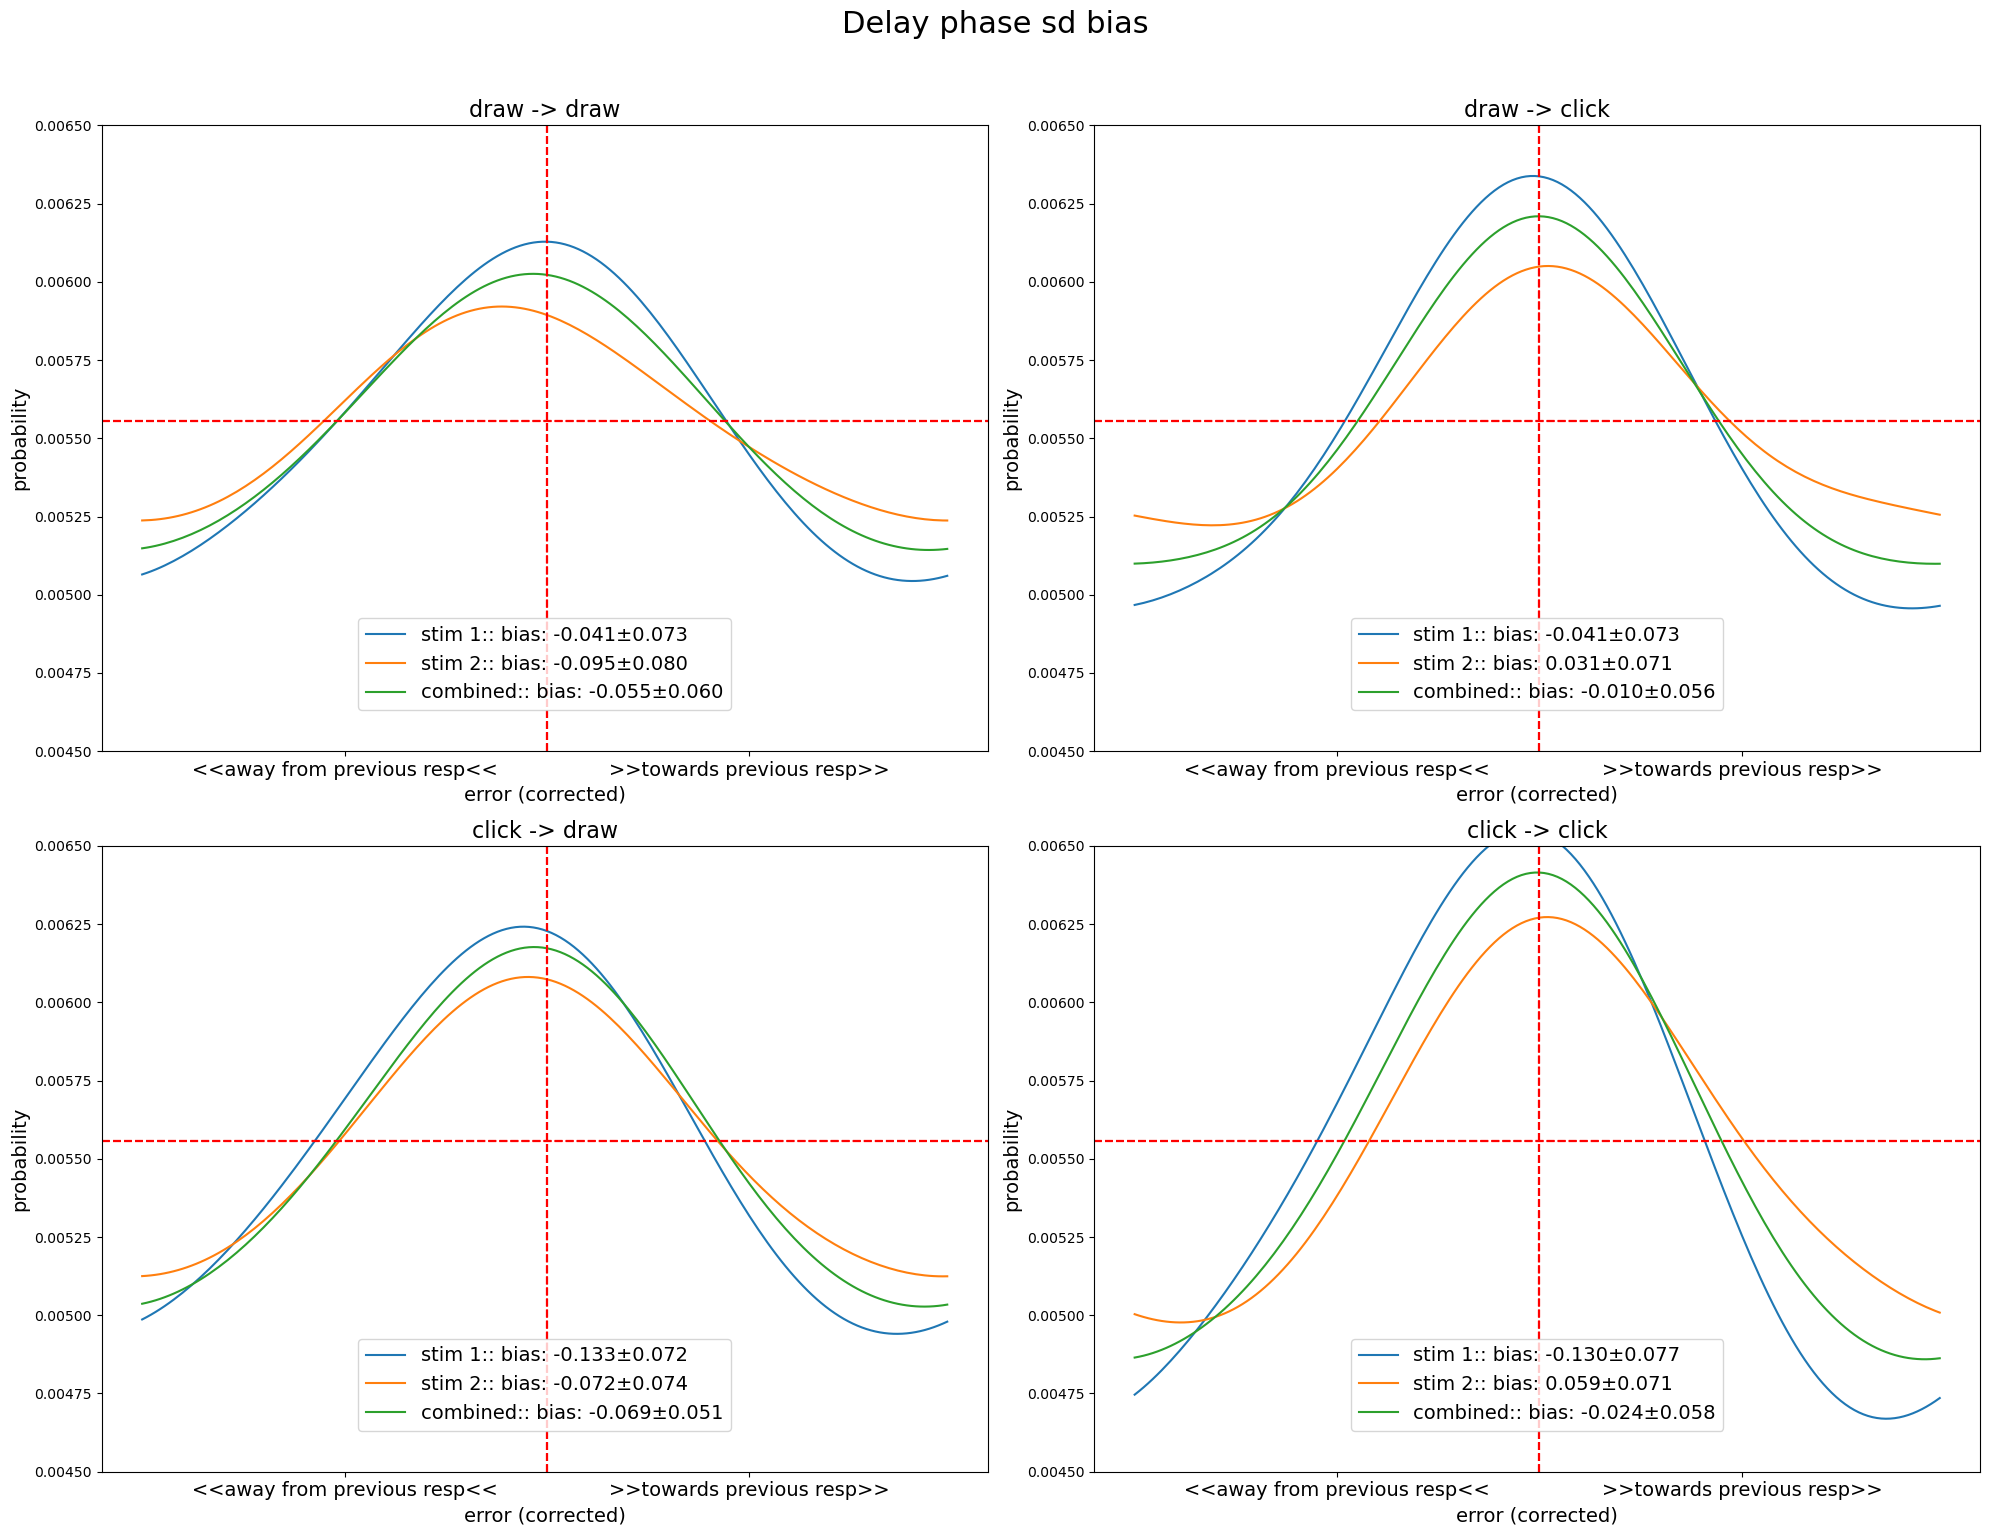 Delay phase sd bias
draw -> draw
0.00650
0.00625
0.00600
0.00575
0.00550
0.00525
0.00500
0.00475
0.00450
probability
stim 1:: bias: -0.041±0.073
stim 2:: bias: -0.095±0.080
combined:: bias: -0.055±0.060
<<away from previous resp<<
>>towards previous resp>>
error (corrected)
draw -> click
0.00650
0.00625
0.00600
0.00575
0.00550
0.00525
0.00500
0.00475
0.00450
probability
stim 1:: bias: -0.041±0.073
stim 2:: bias: 0.031±0.071
combined:: bias: -0.010±0.056
<<away from previous resp<<
>>towards previous resp>>
error (corrected)
click -> draw
0.00650
0.00625
0.00600
0.00575
0.00550
0.00525
0.00500
0.00475
0.00450
probability
stim 1:: bias: -0.133±0.072
stim 2:: bias: -0.072±0.074
combined:: bias: -0.069±0.051
<<away from previous resp<<
>>towards previous resp>>
error (corrected)
click -> click
0.00650
0.00625
0.00600
0.00575
0.00550
0.00525
0.00500
0.00475
0.00450
probability
stim 1:: bias: -0.130±0.077
stim 2:: bias: 0.059±0.071
combined:: bias: -0.024±0.058
<<away from previous resp<<
>>towards previous resp>>
error (corrected)